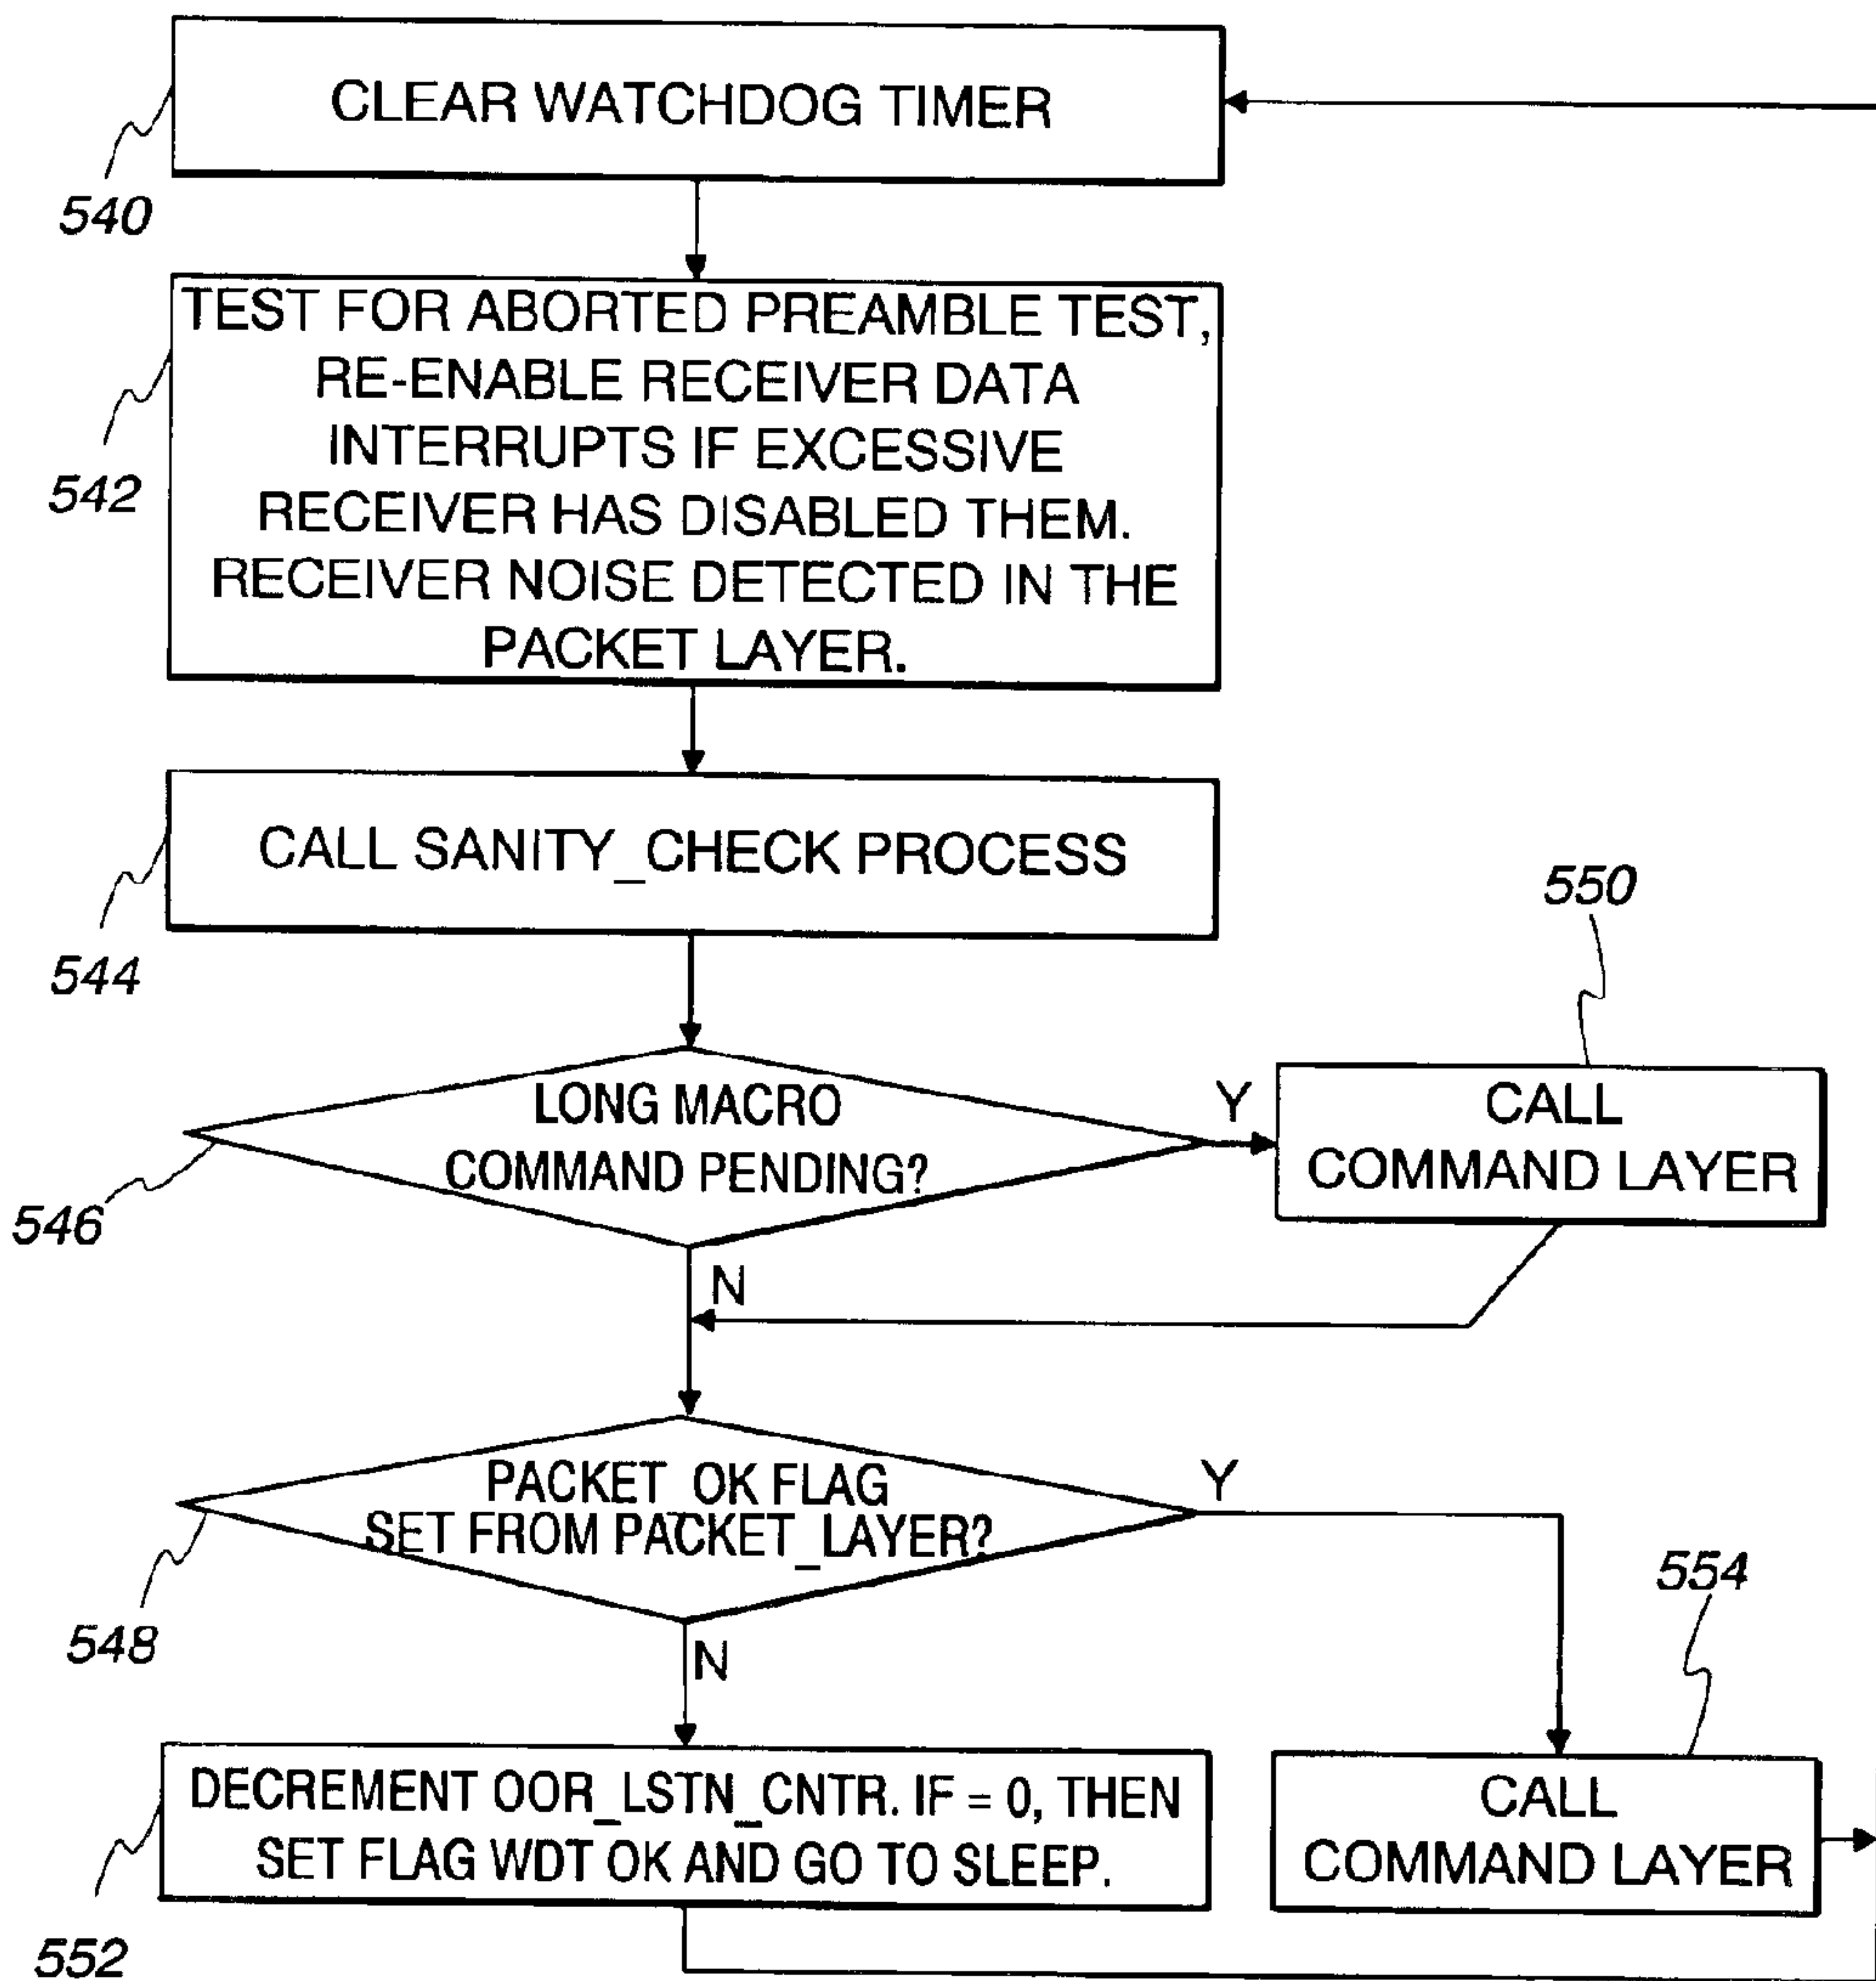 CLEAR WATCHDOG TIMER
540
TEST FOR ABORTED PREAMBLE TEST,
RE-ENABLE RECEIVER DATA
INTERRUPTS IF EXCESSIVE
RECEIVER HAS DISABLED THEM.
RECEIVER NOISE DETECTED IN THE
PACKET LAYER.
542
CALL SANITY_CHECK PROCESS
544
550
LONG MACRO
COMMAND PENDING?
Y
CALL
COMMAND LAYER
546
N
PACKET_OK FLAG
SET FROM PACKET_LAYER?
Y
548
N
554
DECREMENT OOR_LSTN_CNTR. IF = 0, THEN
SET FLAG WDT OK AND GO TO SLEEP.
CALL
COMMAND LAYER
552